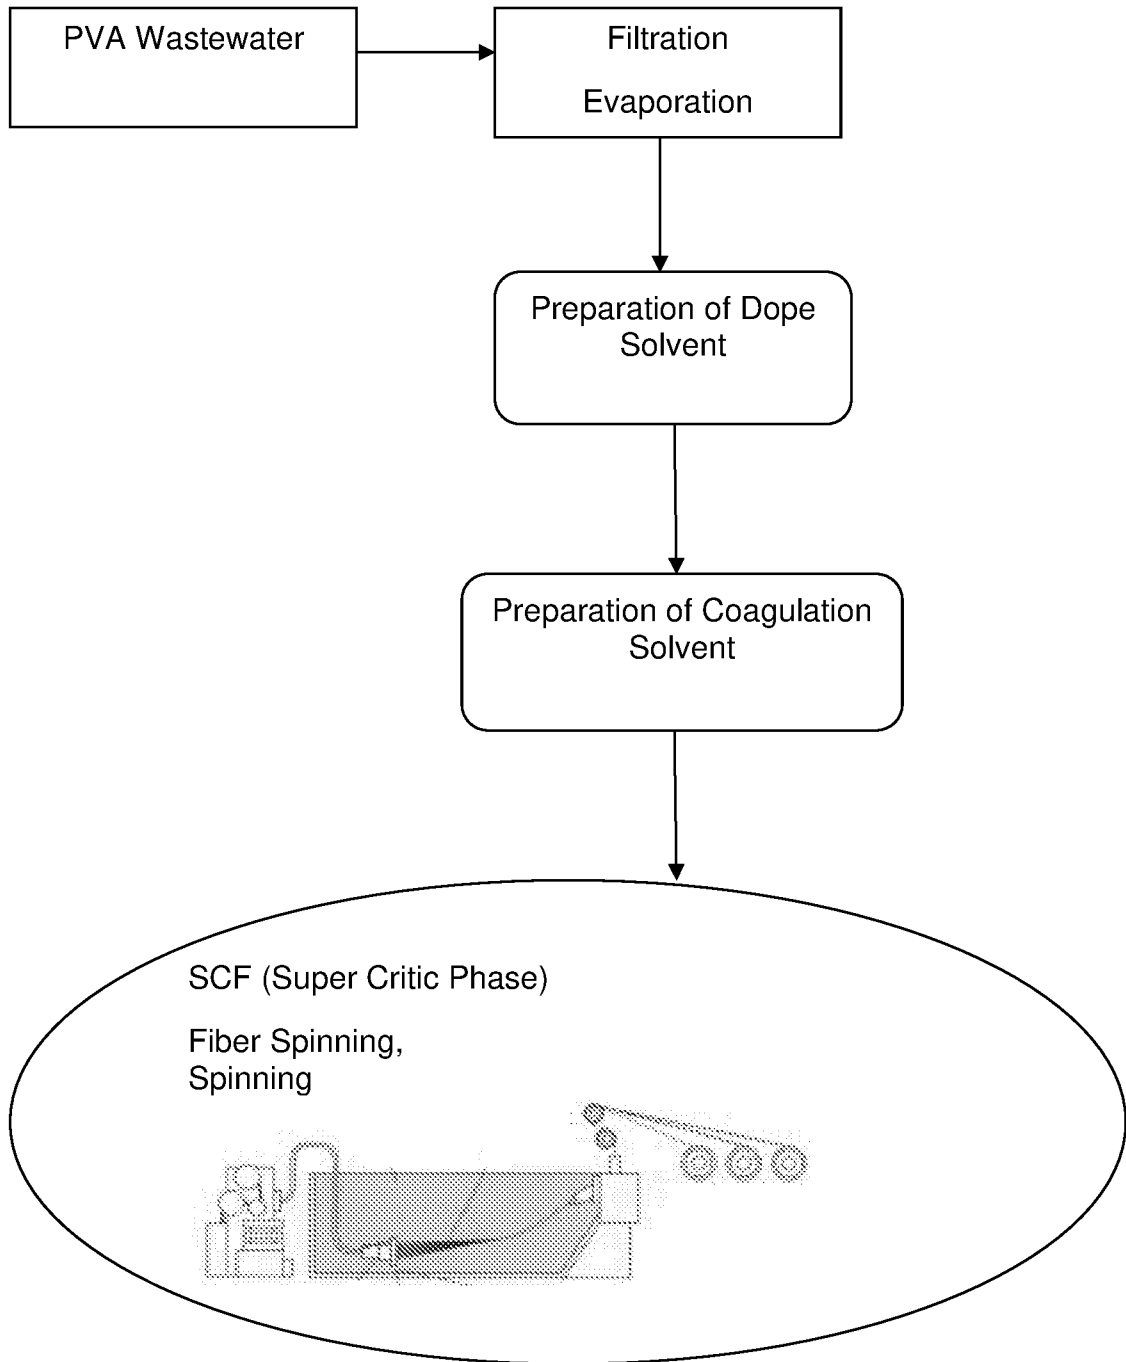 PVA Wastewater
Filtration
Evaporation
Preparation of Dope
Solvent
Preparation of Coagulation
Solvent
SCF (Super Critic Phase)
Fiber Spinning,
Spinning